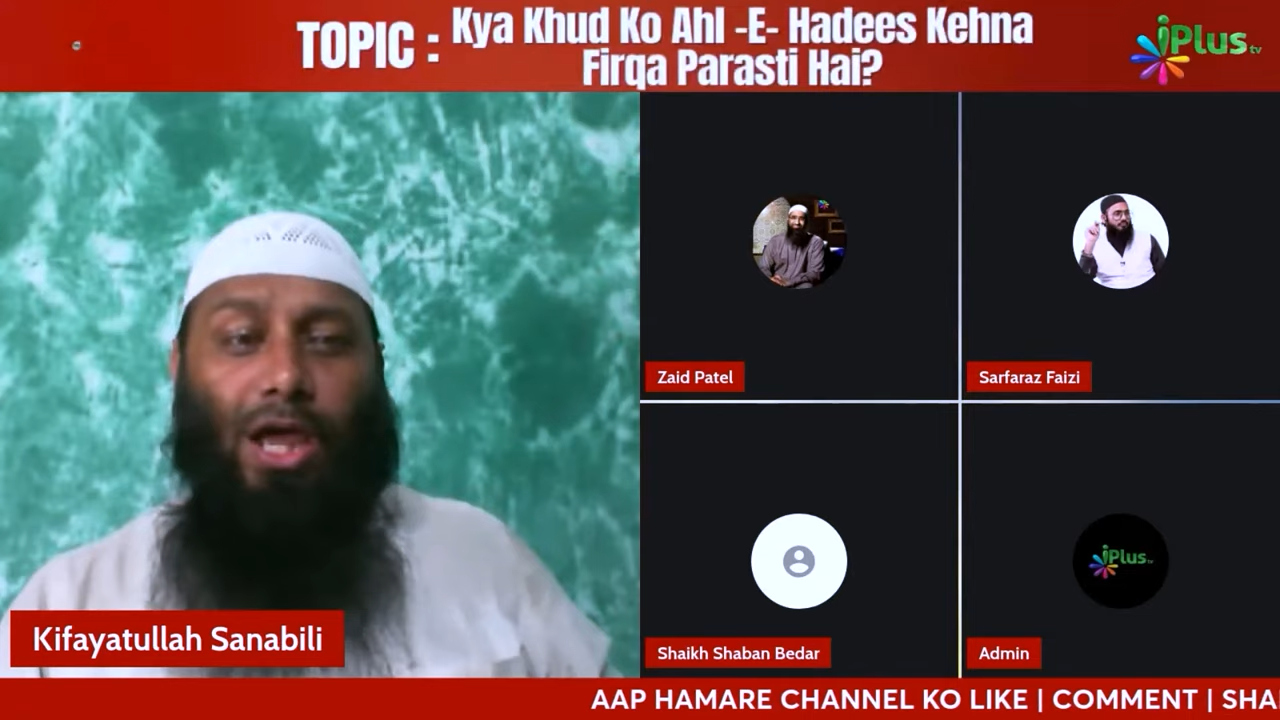 TOPIC : Kya Khud Ko Ahl -E- Hadees Kehna
Firqa Parasti Hai?
iPlus tv
Zaid Patel
Sarfaraz Faizi
Kifayatullah Sanabili
Shaikh Shaban Bedar
iPlus tv
Admin
AAP HAMARE CHANNEL KO LIKE | COMMENT | SHA